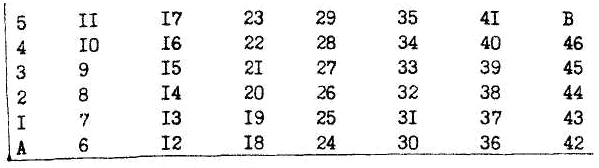 5 II I7 23 29 35 4I B
4 IO I6 22 28 34 40 46
3 9 I5 2I 27 33 39 45
2 8 I4 20 26 32 38 44
I 7 I3 I9 25 3I 37 43
A 6 I2 I8 24 30 36 42